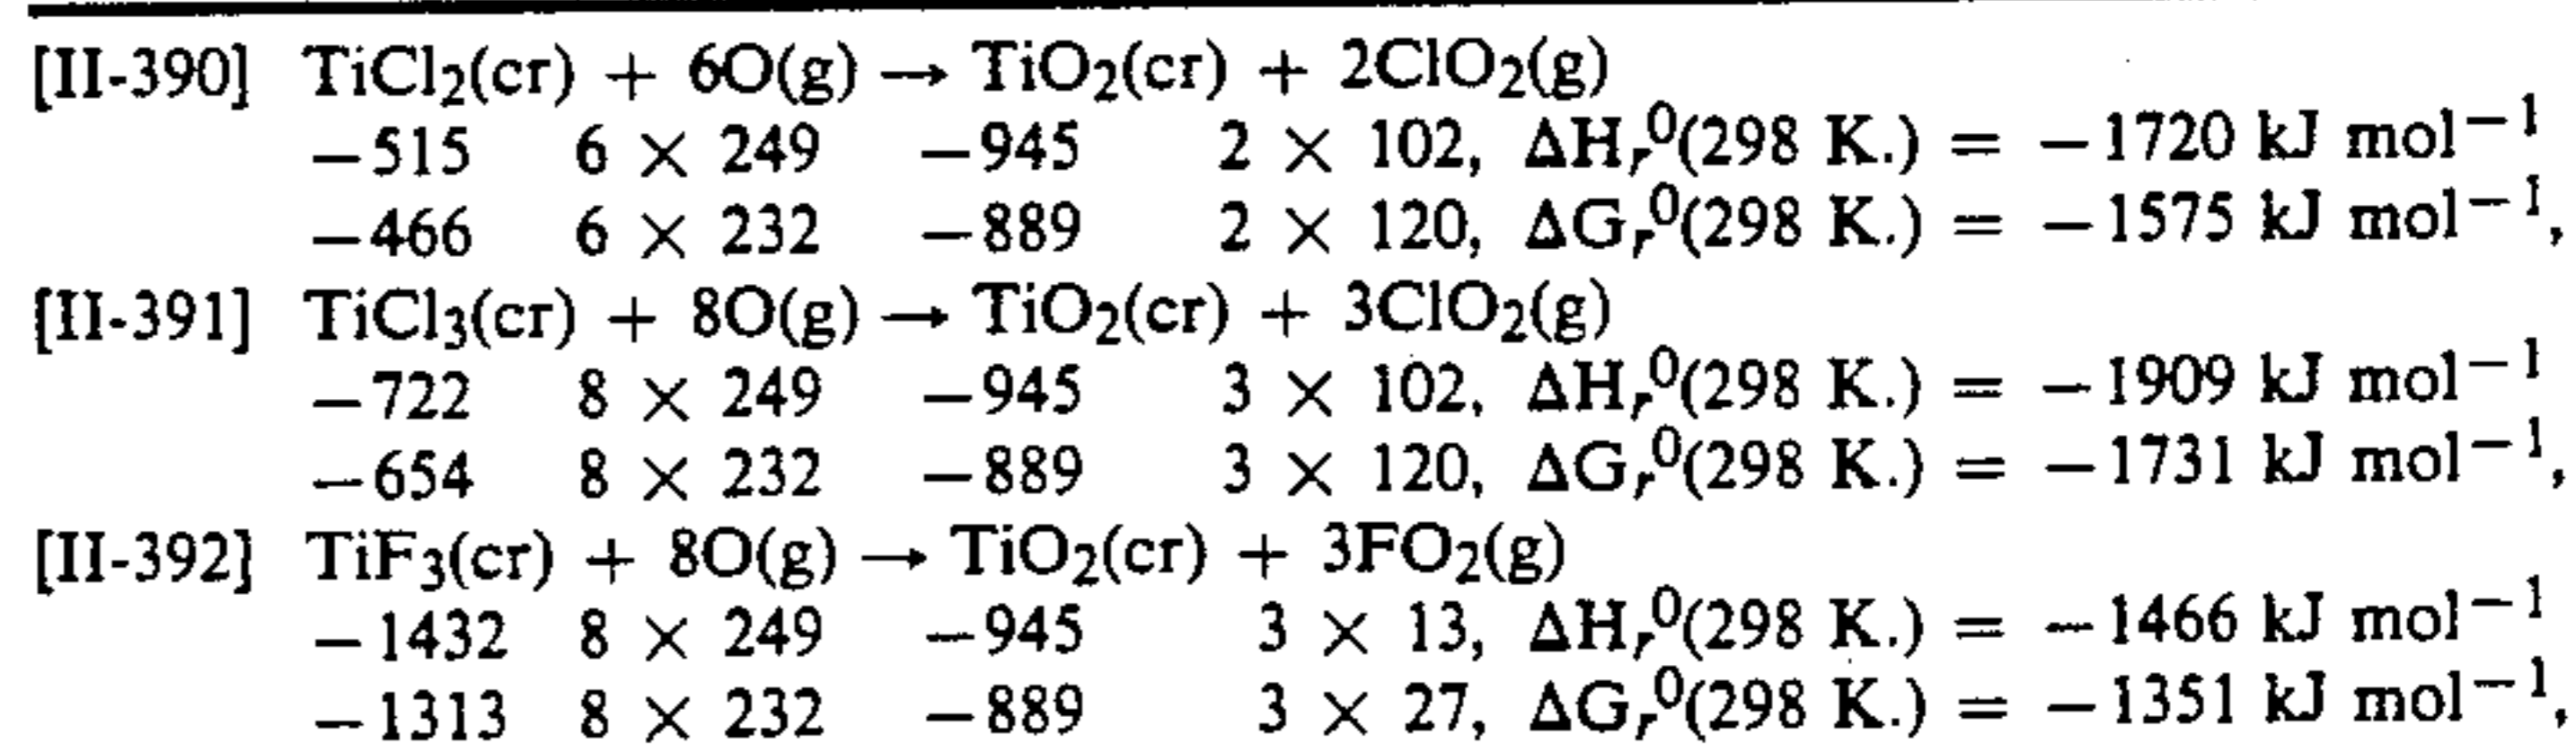 [II-390] TiCl₂(cr) + 6O(g) → TiO₂(cr) + 2ClO₂(g)
−515 6 × 249 −945 2 × 102, ΔHᵣ⁰(298 K.) = −1720 kJ mol⁻¹
−466 6 × 232 −889 2 × 120, ΔGᵣ⁰(298 K.) = −1575 kJ mol⁻¹,
[II-391] TiCl₃(cr) + 8O(g) → TiO₂(cr) + 3ClO₂(g)
−722 8 × 249 −945 3 × 102, ΔHᵣ⁰(298 K.) = −1909 kJ mol⁻¹
−654 8 × 232 −889 3 × 120, ΔGᵣ⁰(298 K.) = −1731 kJ mol⁻¹,
[II-392] TiF₃(cr) + 8O(g) → TiO₂(cr) + 3FO₂(g)
−1432 8 × 249 −945 3 × 13, ΔHᵣ⁰(298 K.) = −1466 kJ mol⁻¹
−1313 8 × 232 −889 3 × 27, ΔGᵣ⁰(298 K.) = −1351 kJ mol⁻¹,